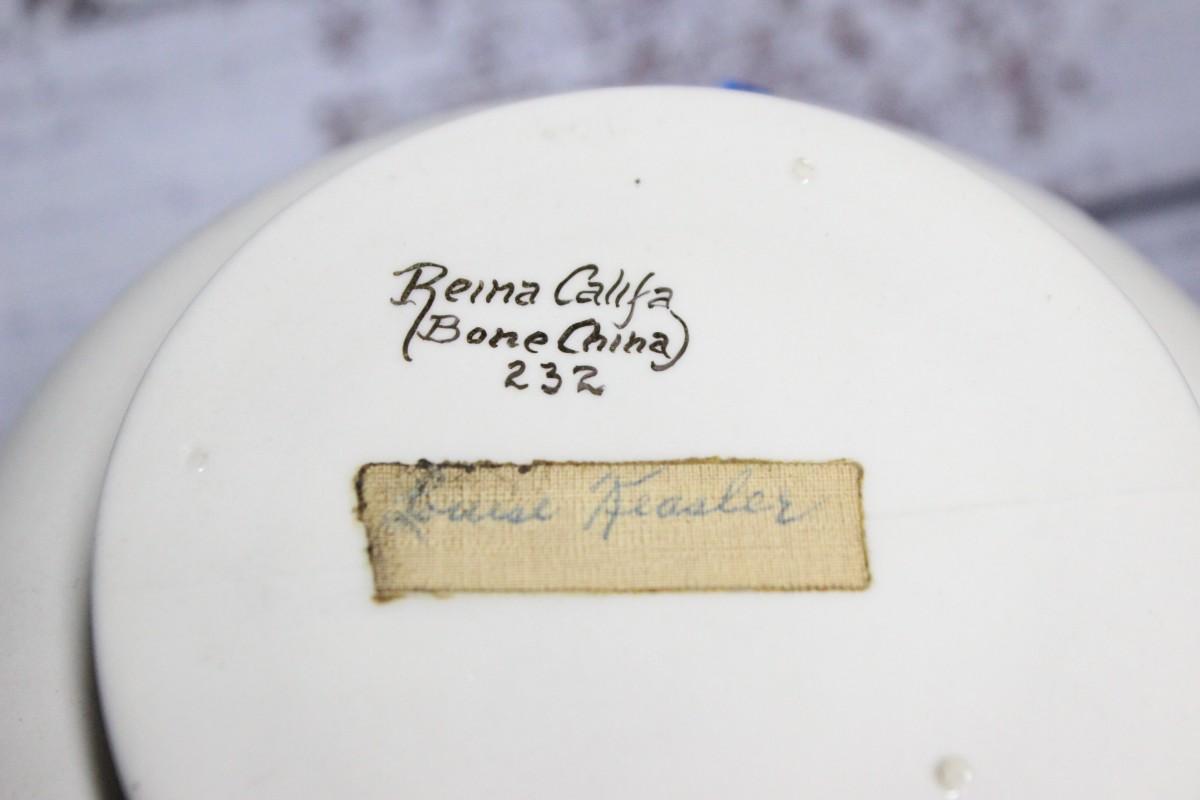 Reina Califa
(Bone China)
232
Louise Keasler